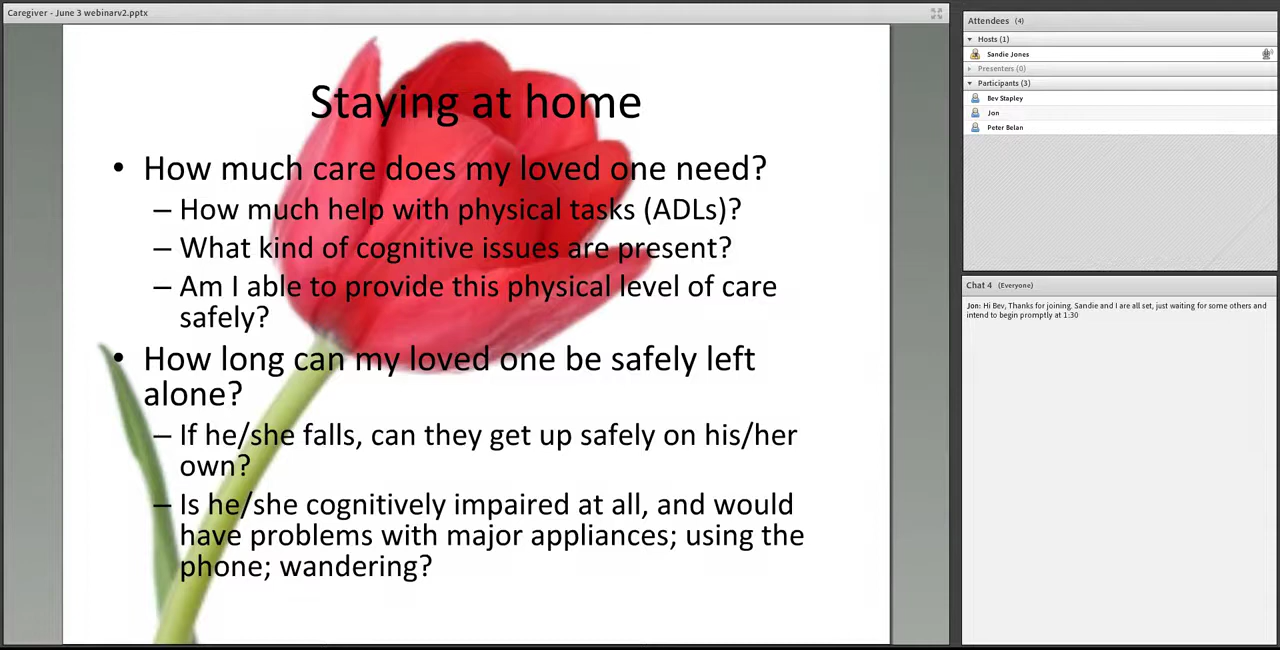 Caregiver - June 3 webinarv2.pptx
Staying at home
• How much care does my loved one need?
– How much help with physical tasks (ADLs)?
– What kind of cognitive issues are present?
– Am I able to provide this physical level of care
safely?
• How long can my loved one be safely left
alone?
– If he/she falls, can they get up safely on his/her
own?
– Is he/she cognitively impaired at all, and would
have problems with major appliances; using the
phone; wandering?
Attendees (4)
Hosts (1)
Sandie Jones
Presenters (0)
Participants (3)
Bev Stapley
Jon
Peter Belan
Chat 4 (Everyone)
Jon: Hi Bev, Thanks for joining. Sandie and I are all set, just waiting for some others and
intend to begin promptly at 1:30